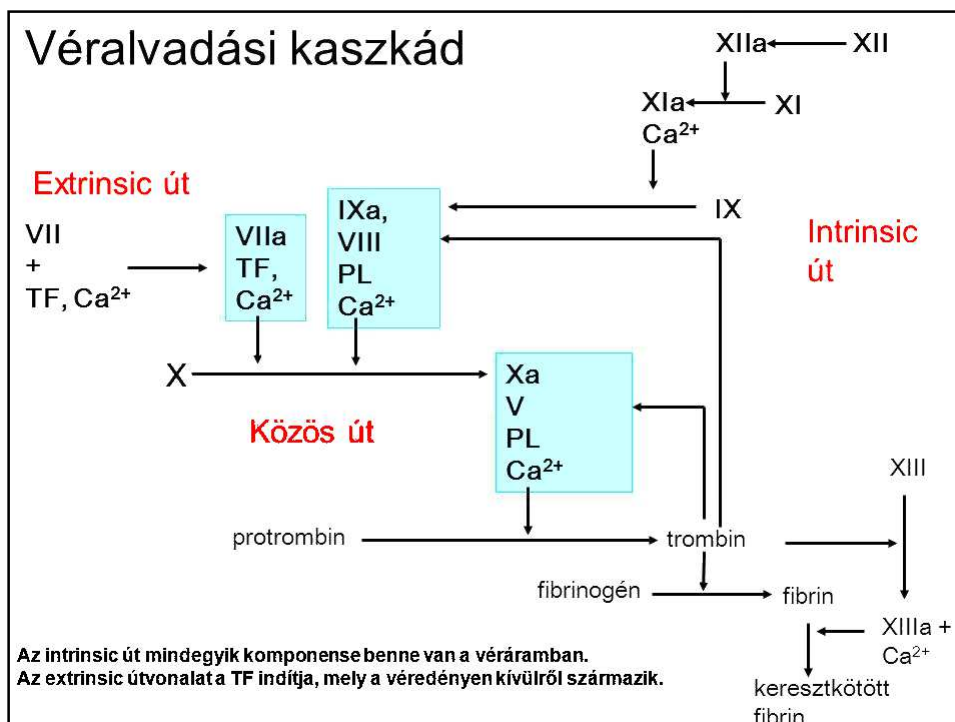 Véralvadási kaszkád
XIIa XII
XIa XI
Ca²⁺
Extrinsic út
VII
+
TF, Ca²⁺
VIIa
TF,
Ca²⁺
IXa,
VIII
PL
Ca²⁺
IX
Intrinsic
út
X
Közös út
Xa
V
PL
Ca²⁺
XIII
protrombin
trombin
fibrinogén
fibrin
XIIIa +
Ca²⁺
Az intrinsic út mindegyik komponense benne van a véráramban.
Az extrinsic útvonalat a TF indítja, mely a véredényen kívülről származik.
keresztkötött
fibrin